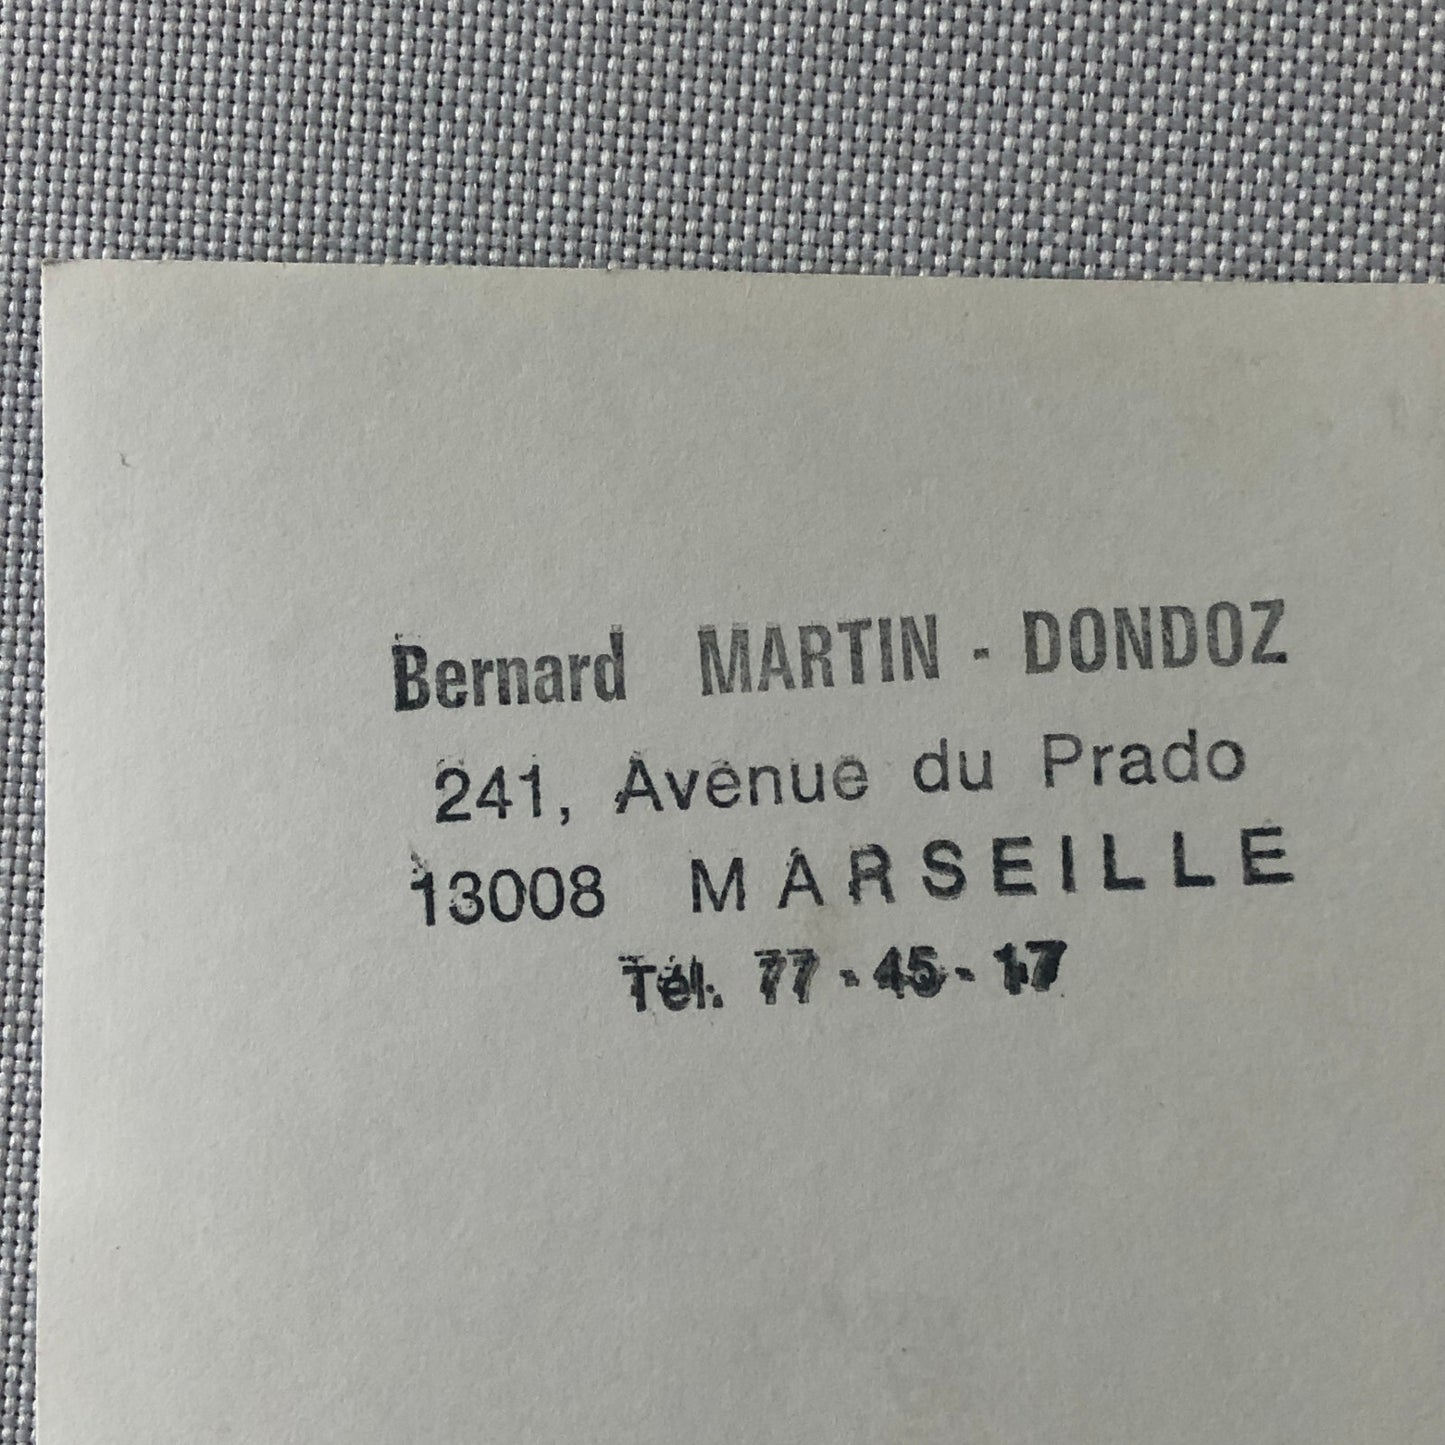 Bernard MARTIN - DONDOZ
241, Avenue du Prado
13008 MARSEILLE
Tél. 77 - 45 - 17